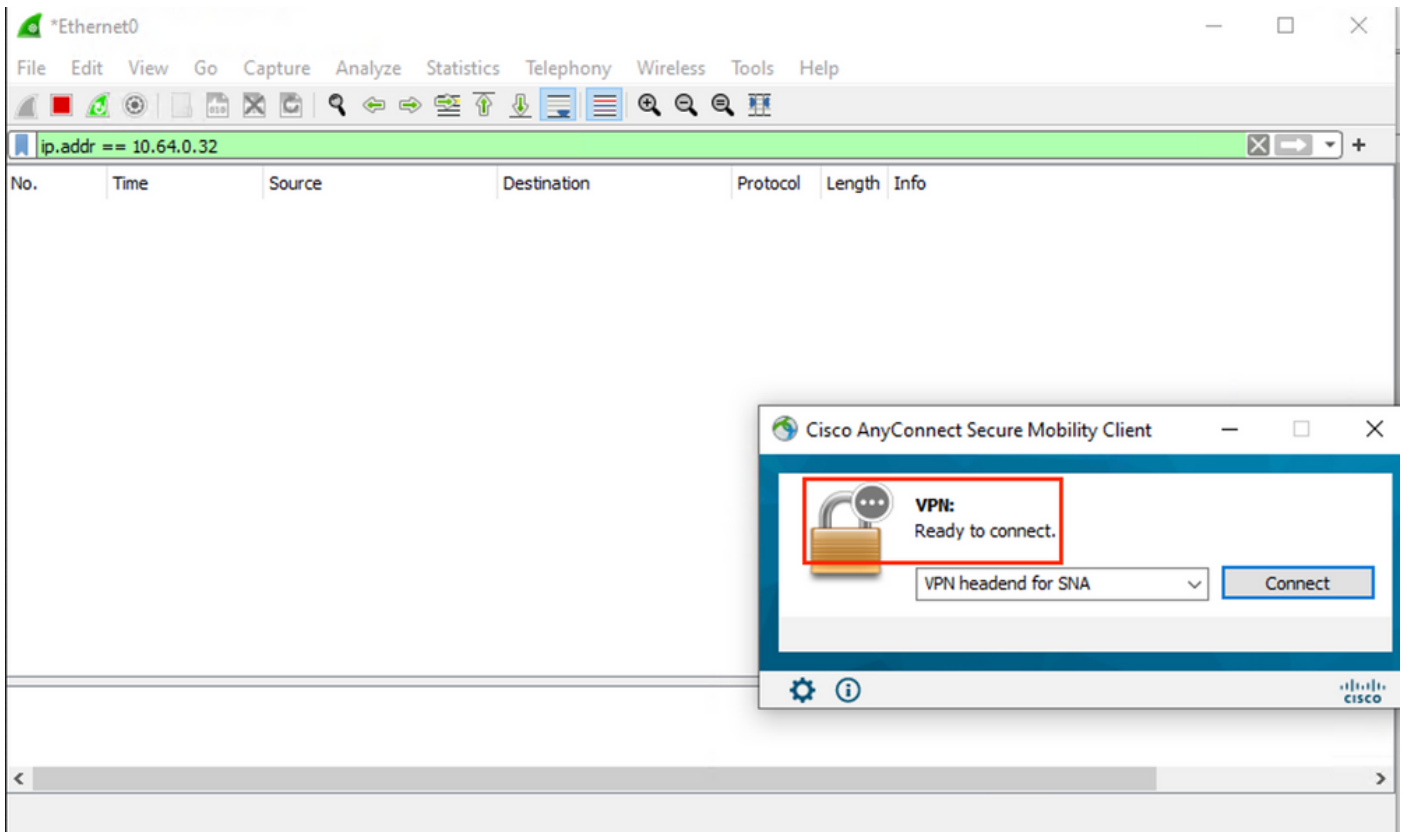 *Ethernet0
File Edit View Go Capture Analyze Statistics Telephony Wireless Tools Help
ip.addr == 10.64.0.32
No. Time Source Destination Protocol Length Info
Cisco AnyConnect Secure Mobility Client
VPN:
Ready to connect.
VPN headend for SNA
Connect
cisco